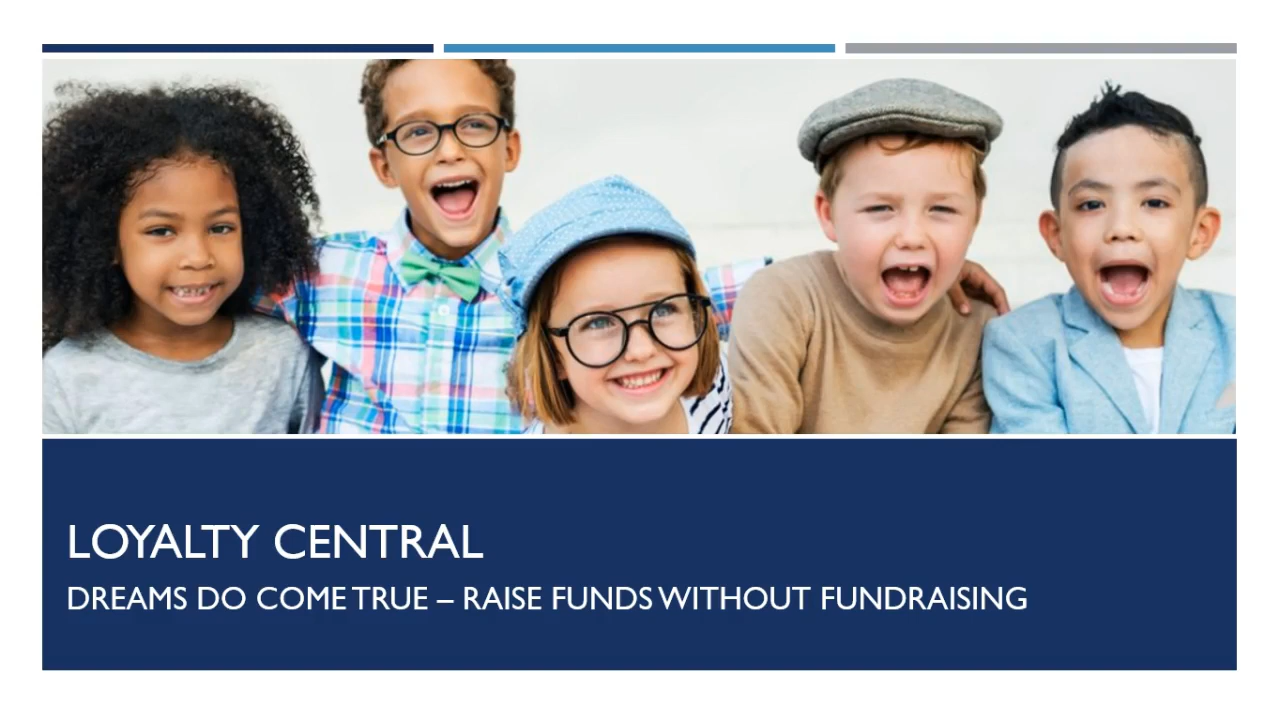 LOYALTY CENTRAL
DREAMS DO COME TRUE – RAISE FUNDS WITHOUT FUNDRAISING